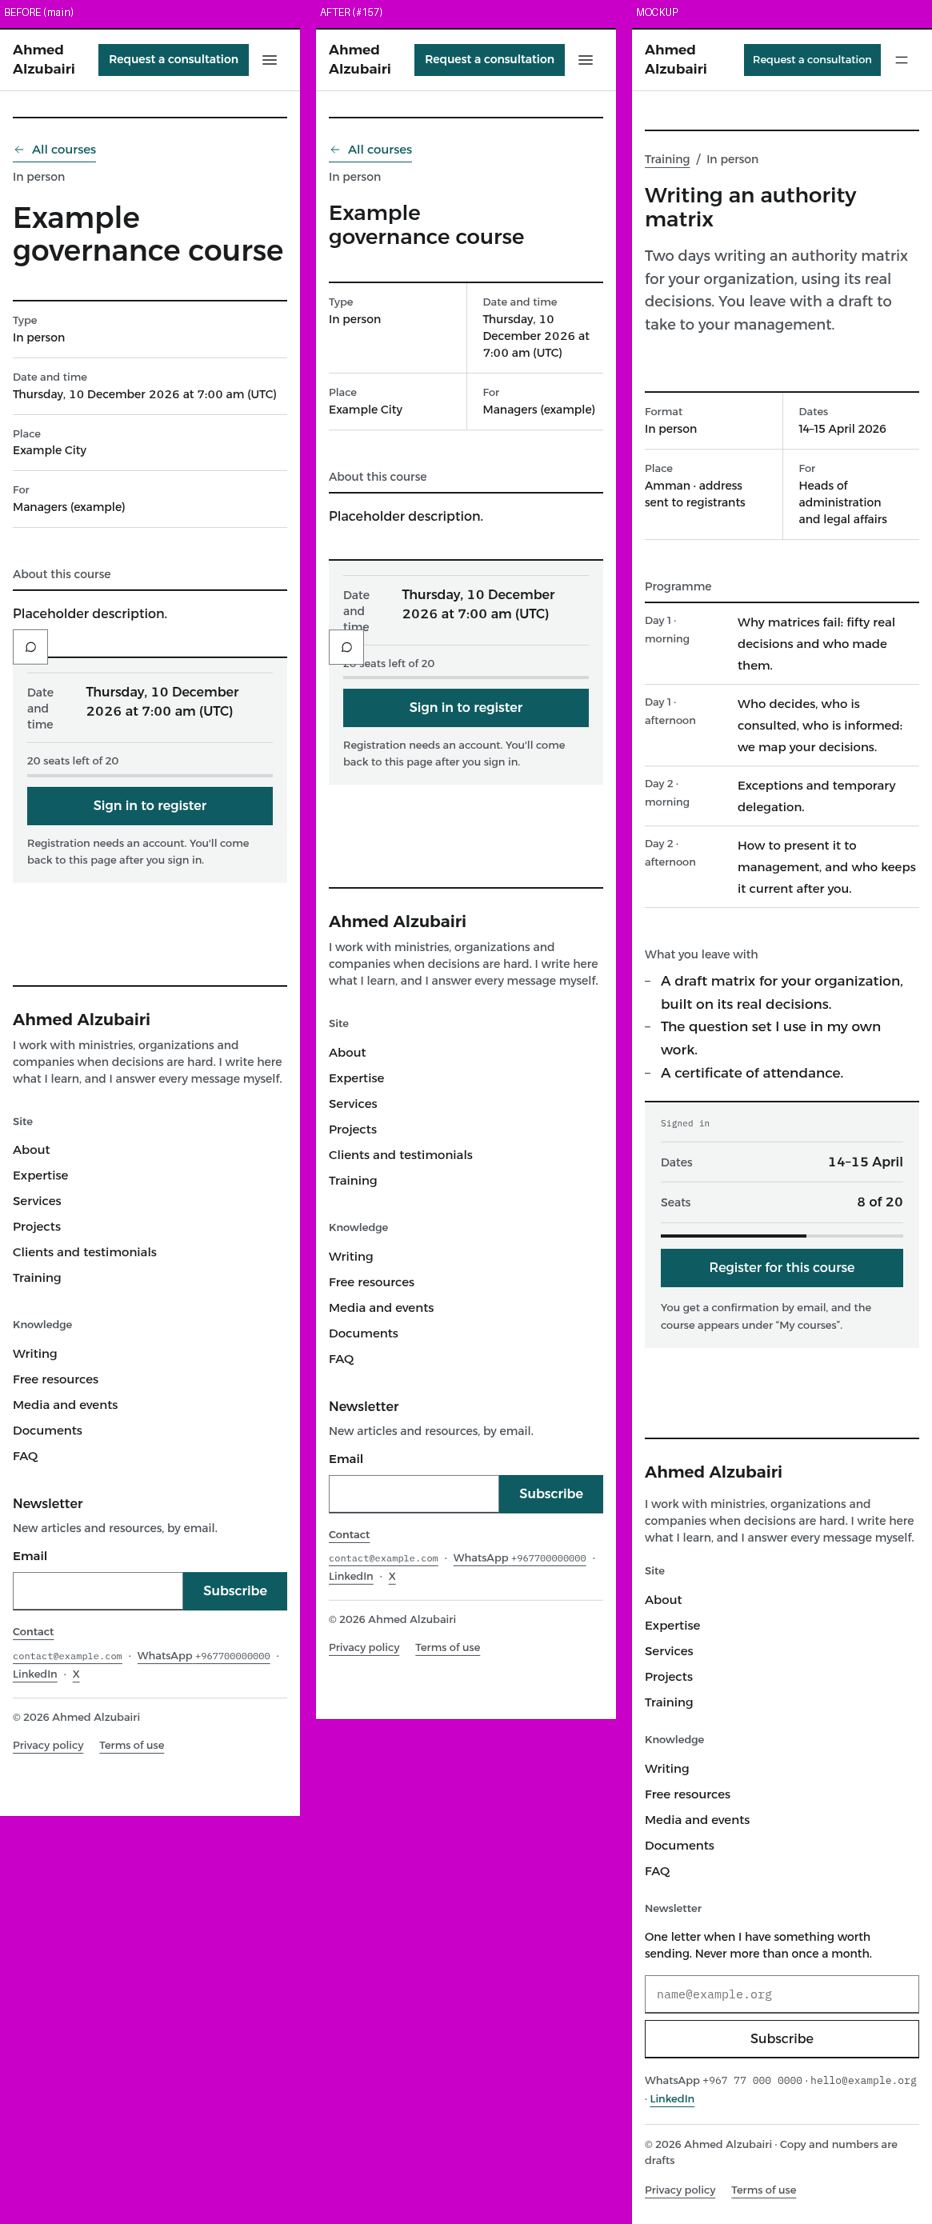 BEFORE (main)
Ahmed
Alzubairi
Request a consultation
← All courses
In person
Example
governance course
Type
In person
Date and time
Thursday, 10 December 2026 at 7:00 am (UTC)
Place
Example City
For
Managers (example)
About this course
Placeholder description.
Date
and
time
Thursday, 10 December
2026 at 7:00 am (UTC)
20 seats left of 20
Sign in to register
Registration needs an account. You'll come
back to this page after you sign in.
Ahmed Alzubairi
I work with ministries, organizations and
companies when decisions are hard. I write here
what I learn, and I answer every message myself.
Site
About
Expertise
Services
Projects
Clients and testimonials
Training
Knowledge
Writing
Free resources
Media and events
Documents
FAQ
Newsletter
New articles and resources, by email.
Email
Subscribe
Contact
contact@example.com · WhatsApp +967700000000 ·
LinkedIn · X
© 2026 Ahmed Alzubairi
Privacy policy Terms of use
AFTER (#157)
Ahmed
Alzubairi
Request a consultation
← All courses
In person
Example
governance course
Type
In person
Date and time
Thursday, 10
December 2026 at
7:00 am (UTC)
Place
Example City
For
Managers (example)
About this course
Placeholder description.
Date
and
time
Thursday, 10 December
2026 at 7:00 am (UTC)
20 seats left of 20
Sign in to register
Registration needs an account. You'll come
back to this page after you sign in.
Ahmed Alzubairi
I work with ministries, organizations and
companies when decisions are hard. I write here
what I learn, and I answer every message myself.
Site
About
Expertise
Services
Projects
Clients and testimonials
Training
Knowledge
Writing
Free resources
Media and events
Documents
FAQ
Newsletter
New articles and resources, by email.
Email
Subscribe
Contact
contact@example.com · WhatsApp +967700000000 ·
LinkedIn · X
© 2026 Ahmed Alzubairi
Privacy policy Terms of use
MOCKUP
Ahmed
Alzubairi
Request a consultation
Training / In person
Writing an authority
matrix
Two days writing an authority matrix
for your organization, using its real
decisions. You leave with a draft to
take to your management.
Format
In person
Dates
14–15 April 2026
Place
Amman · address
sent to registrants
For
Heads of
administration
and legal affairs
Programme
Day 1 ·
morning
Why matrices fail: fifty real
decisions and who made
them.
Day 1 ·
afternoon
Who decides, who is
consulted, who is informed:
we map your decisions.
Day 2 ·
morning
Exceptions and temporary
delegation.
Day 2 ·
afternoon
How to present it to
management, and who keeps
it current after you.
What you leave with
– A draft matrix for your organization,
built on its real decisions.
– The question set I use in my own
work.
– A certificate of attendance.
Signed in
Dates 14–15 April
Seats 8 of 20
Register for this course
You get a confirmation by email, and the
course appears under “My courses”.
Ahmed Alzubairi
I work with ministries, organizations and
companies when decisions are hard. I write here
what I learn, and I answer every message myself.
Site
About
Expertise
Services
Projects
Training
Knowledge
Writing
Free resources
Media and events
Documents
FAQ
Newsletter
One letter when I have something worth
sending. Never more than once a month.
name@example.org
Subscribe
WhatsApp +967 77 000 0000 · hello@example.org
· LinkedIn
© 2026 Ahmed Alzubairi · Copy and numbers are
drafts
Privacy policy Terms of use